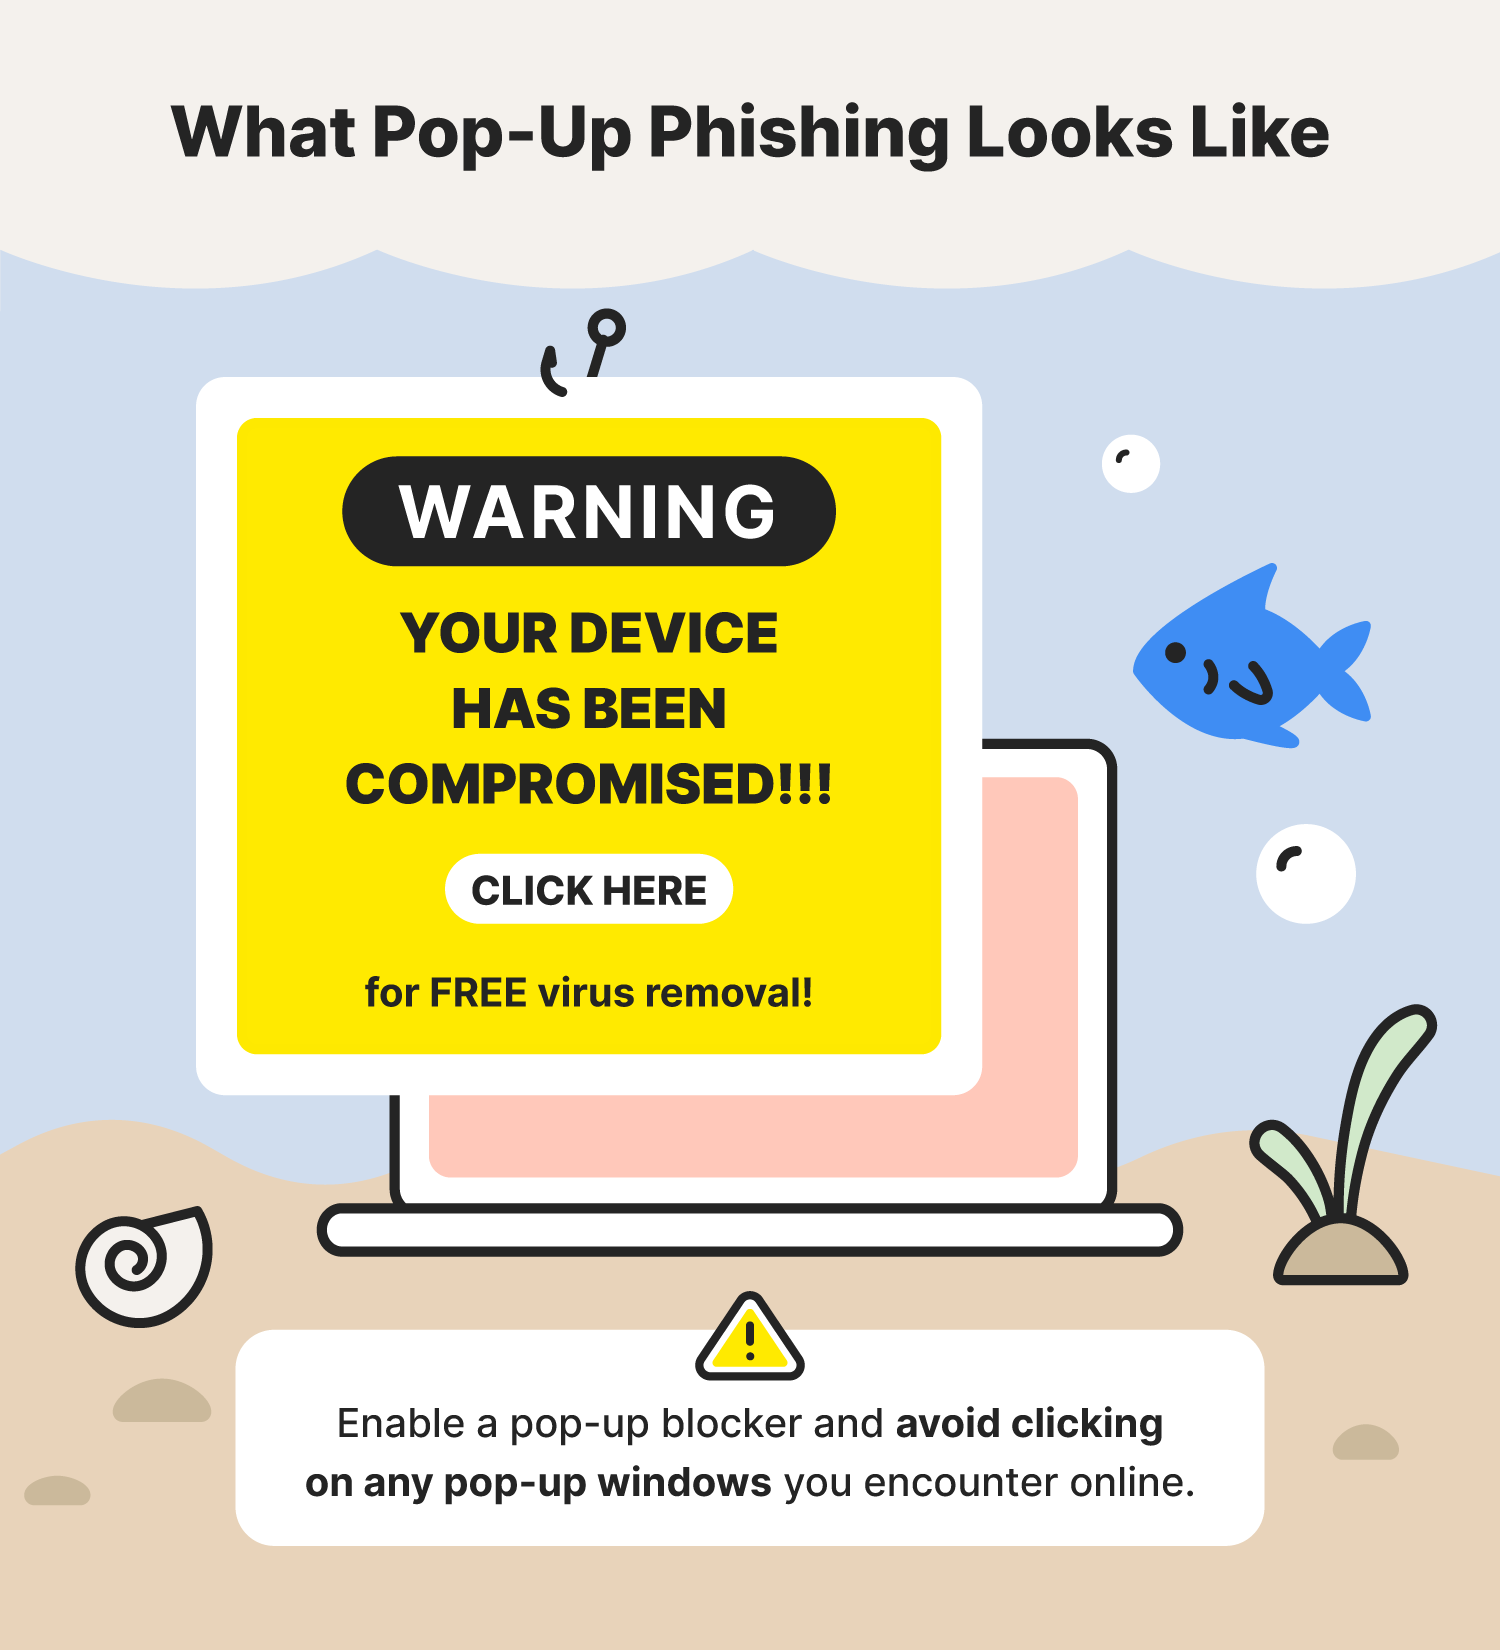 What Pop-Up Phishing Looks Like
WARNING
YOUR DEVICE
HAS BEEN
COMPROMISED!!!
CLICK HERE
for FREE virus removal!
Enable a pop-up blocker and avoid clicking
on any pop-up windows you encounter online.